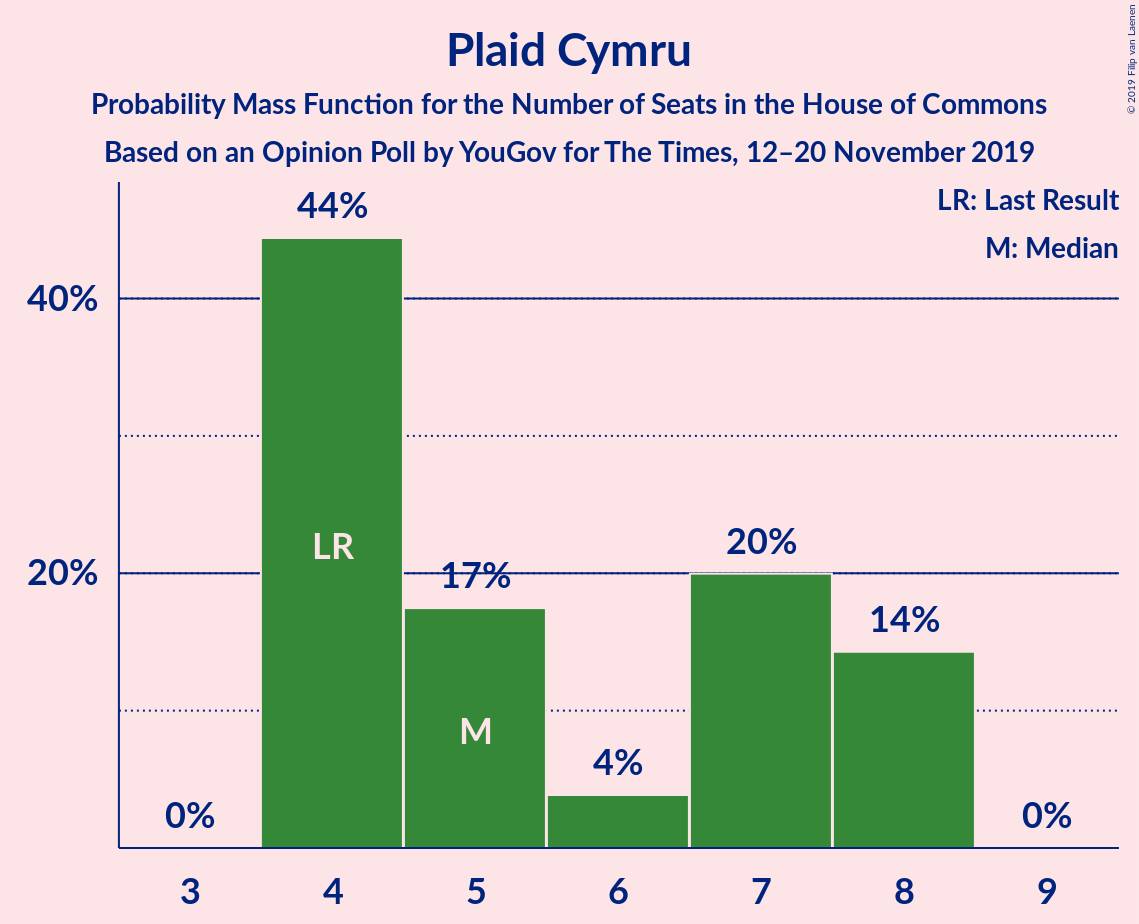 Plaid Cymru
Probability Mass Function for the Number of Seats in the House of Commons
Based on an Opinion Poll by YouGov for The Times, 12–20 November 2019
© 2019 Filip van Laenen
LR: Last Result
M: Median
44%
40%
20%
LR
17%
20%
14%
M
4%
0%
0%
3 4 5 6 7 8 9